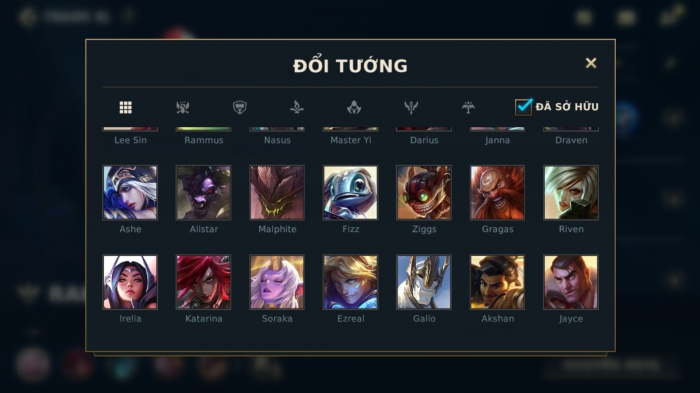 ĐỔI TƯỚNG
ĐÃ SỞ HỮU
Lee Sin Rammus Nasus Master Yi Darius Janna Draven
Ashe Alistar Malphite Fizz Ziggs Gragas Riven
Irelia Katarina Soraka Ezreal Galio Akshan Jayce